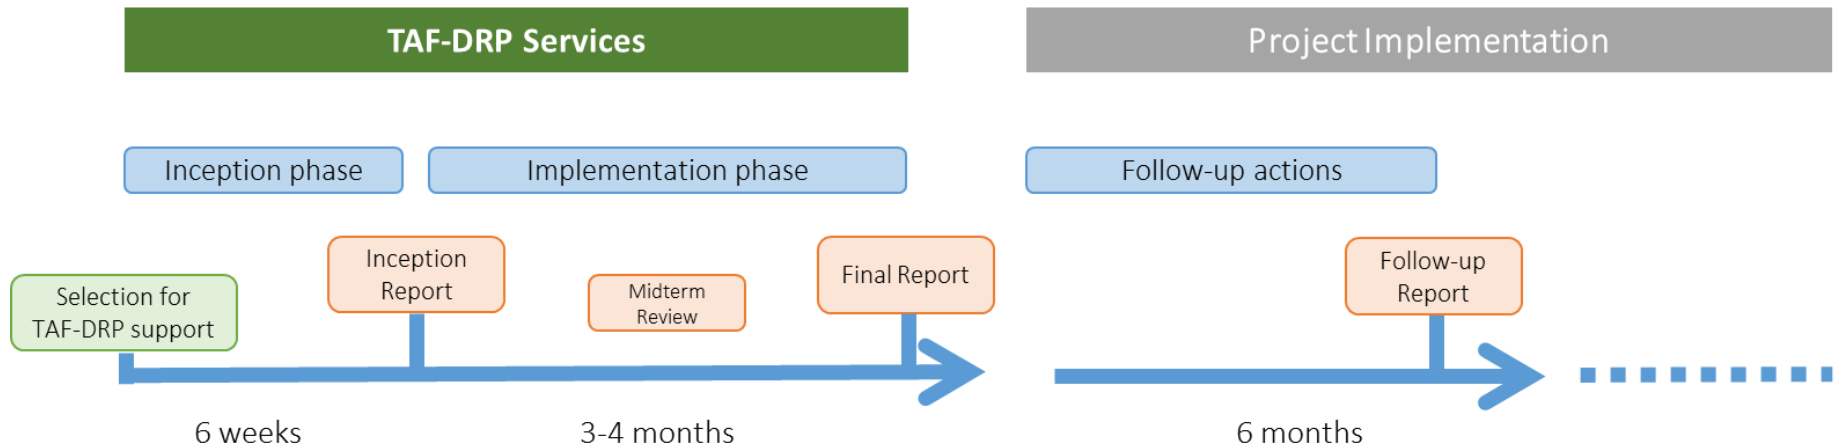 TAF-DRP Services
Project Implementation
Inception phase
Implementation phase
Follow-up actions
Selection for
TAF-DRP support
Inception
Report
Midterm
Review
Final Report
Follow-up
Report
6 weeks
3-4 months
6 months